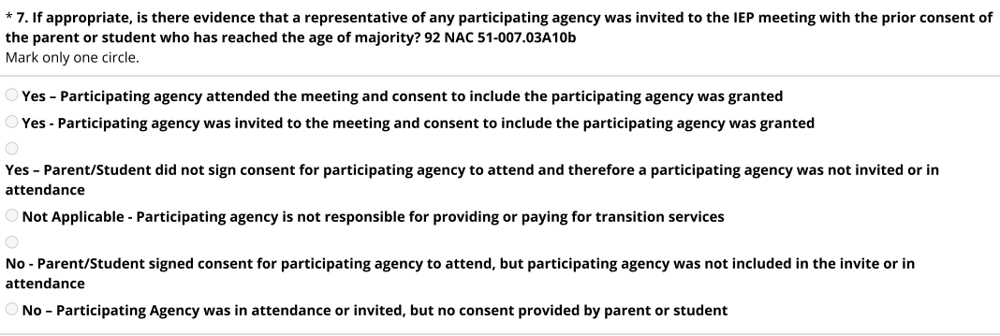 * 7. If appropriate, is there evidence that a representative of any participating agency was invited to the IEP meeting with the prior consent of
the parent or student who has reached the age of majority? 92 NAC 51-007.03A10b
Mark only one circle.
Yes – Participating agency attended the meeting and consent to include the participating agency was granted
Yes - Participating agency was invited to the meeting and consent to include the participating agency was granted
Yes – Parent/Student did not sign consent for participating agency to attend and therefore a participating agency was not invited or in
attendance
Not Applicable - Participating agency is not responsible for providing or paying for transition services
No - Parent/Student signed consent for participating agency to attend, but participating agency was not included in the invite or in
attendance
No – Participating Agency was in attendance or invited, but no consent provided by parent or student